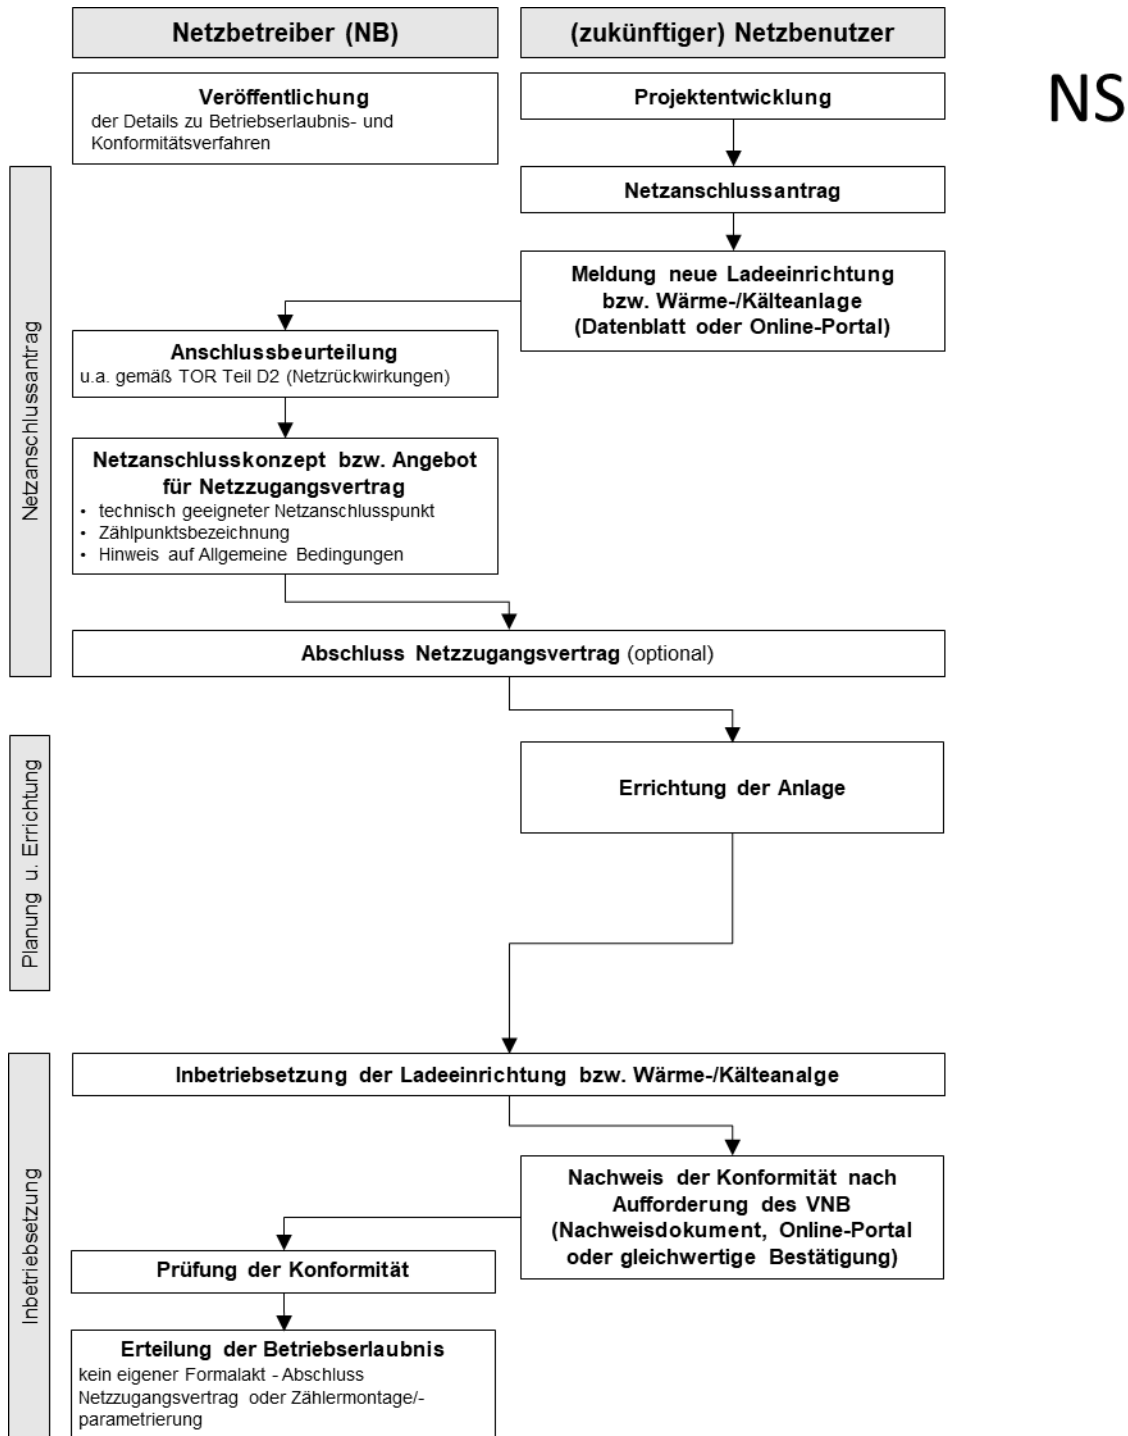 Netzbetreiber (NB)
(zukünftiger) Netzbenutzer
NS
Veröffentlichung
der Details zu Betriebserlaubnis- und
Konformitätsverfahren
Projektentwicklung
Netzanschlussantrag
Netzanschlussantrag
Meldung neue Ladeeinrichtung
bzw. Wärme-/Kälteanlage
(Datenblatt oder Online-Portal)
Anschlussbeurteilung
u.a. gemäß TOR Teil D2 (Netzrückwirkungen)
Netzanschlusskonzept bzw. Angebot
für Netzzugangsvertrag
• technisch geeigneter Netzanschlusspunkt
• Zählpunktsbezeichnung
• Hinweis auf Allgemeine Bedingungen
Abschluss Netzzugangsvertrag (optional)
Planung u. Errichtung
Errichtung der Anlage
Inbetriebsetzung
Inbetriebsetzung der Ladeeinrichtung bzw. Wärme-/Kälteanalge
Nachweis der Konformität nach
Aufforderung des VNB
(Nachweisdokument, Online-Portal
oder gleichwertige Bestätigung)
Prüfung der Konformität
Erteilung der Betriebserlaubnis
kein eigener Formalakt - Abschluss
Netzzugangsvertrag oder Zählermontage/-
parametrierung